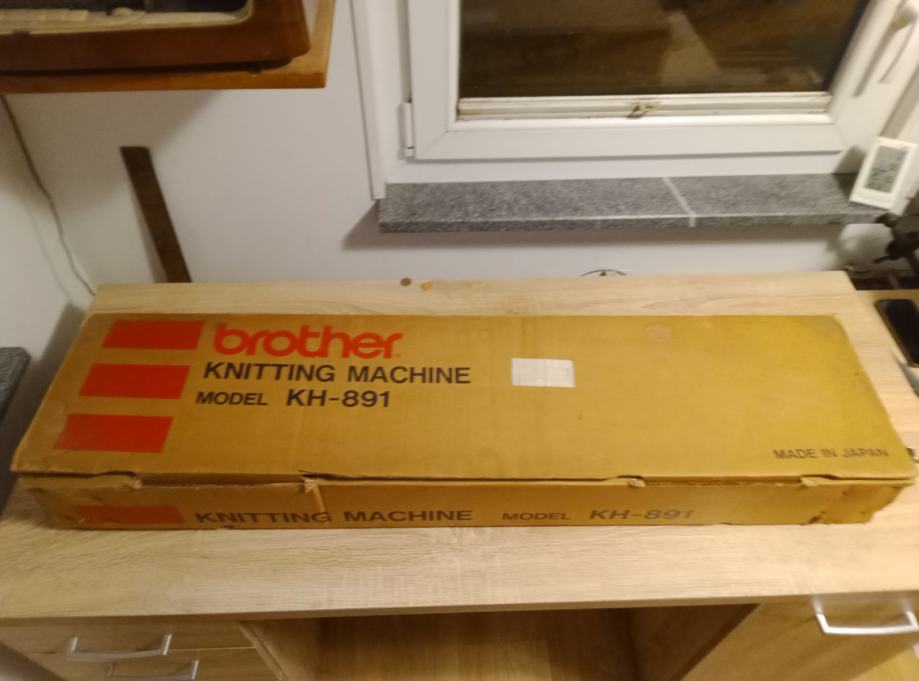 brother
KNITTING MACHINE
MODEL KH-891
MADE IN JAPAN
KNITTING MACHINE MODEL KH-891